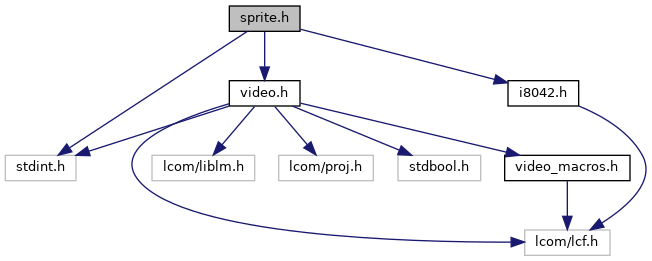 sprite.h
video.h
i8042.h
stdint.h
lcom/liblm.h
lcom/proj.h
stdbool.h
video_macros.h
lcom/lcf.h